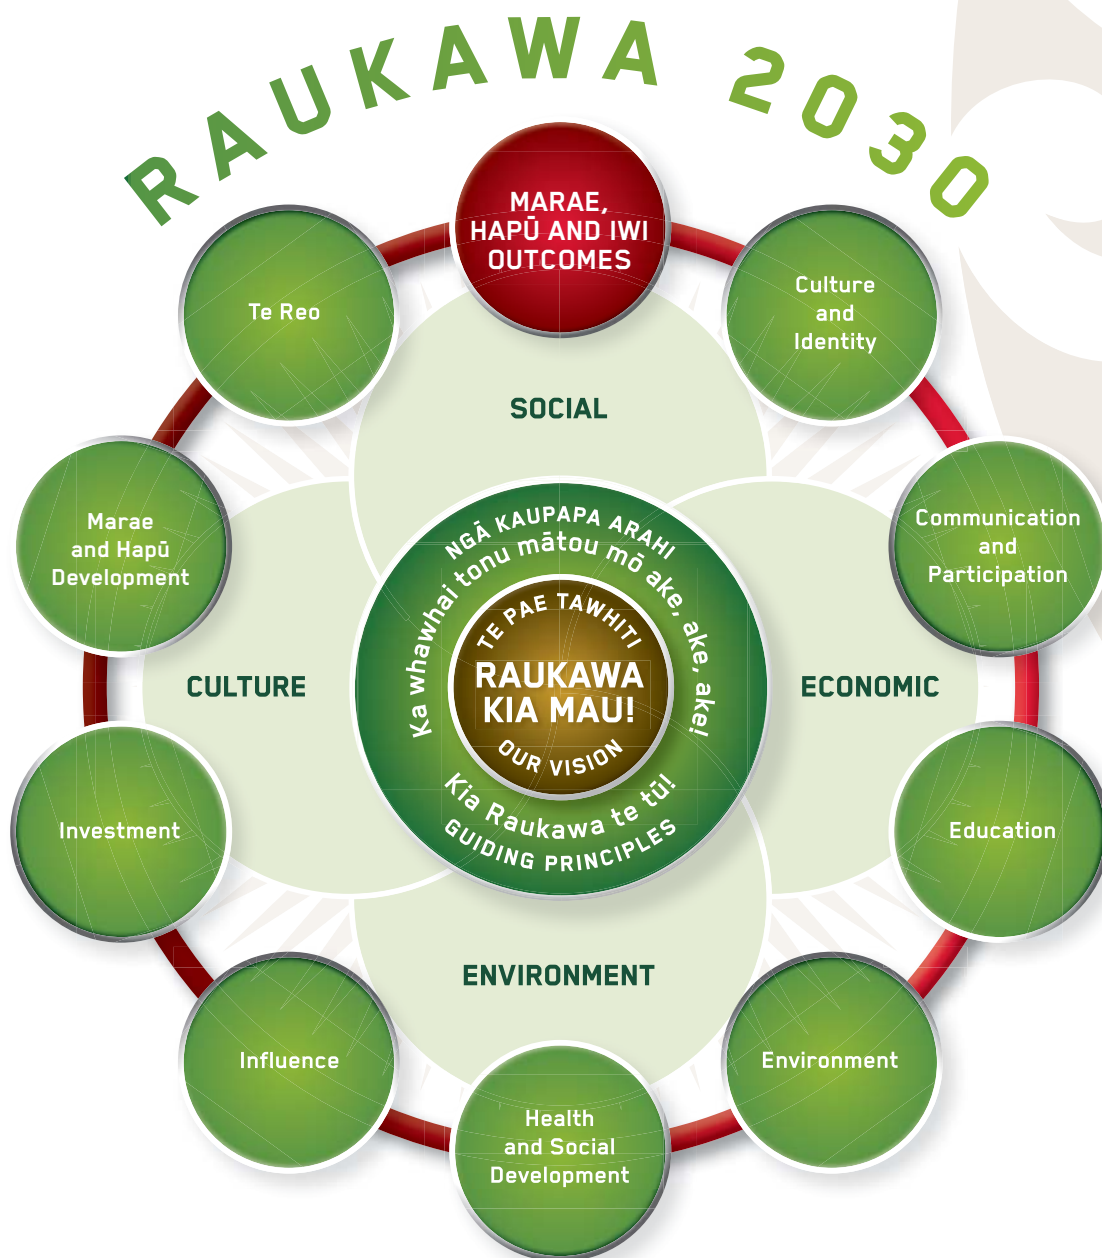 RAUKAWA 2030
MARAE,
HAPŪ AND IWI
OUTCOMES
Te Reo
Culture
and
Identity
SOCIAL
Marae
and Hapū
Development
Communication
and
Participation
NGĀ KAUPAPA ARAHI
Ka whawhai tonu mātou mō ake, ake, ake!
TE PAE TAWHITI
RAUKAWA
KIA MAU!
OUR VISION
Kia Raukawa te tū!
GUIDING PRINCIPLES
CULTURE
ECONOMIC
Investment
Education
ENVIRONMENT
Influence
Environment
Health
and Social
Development